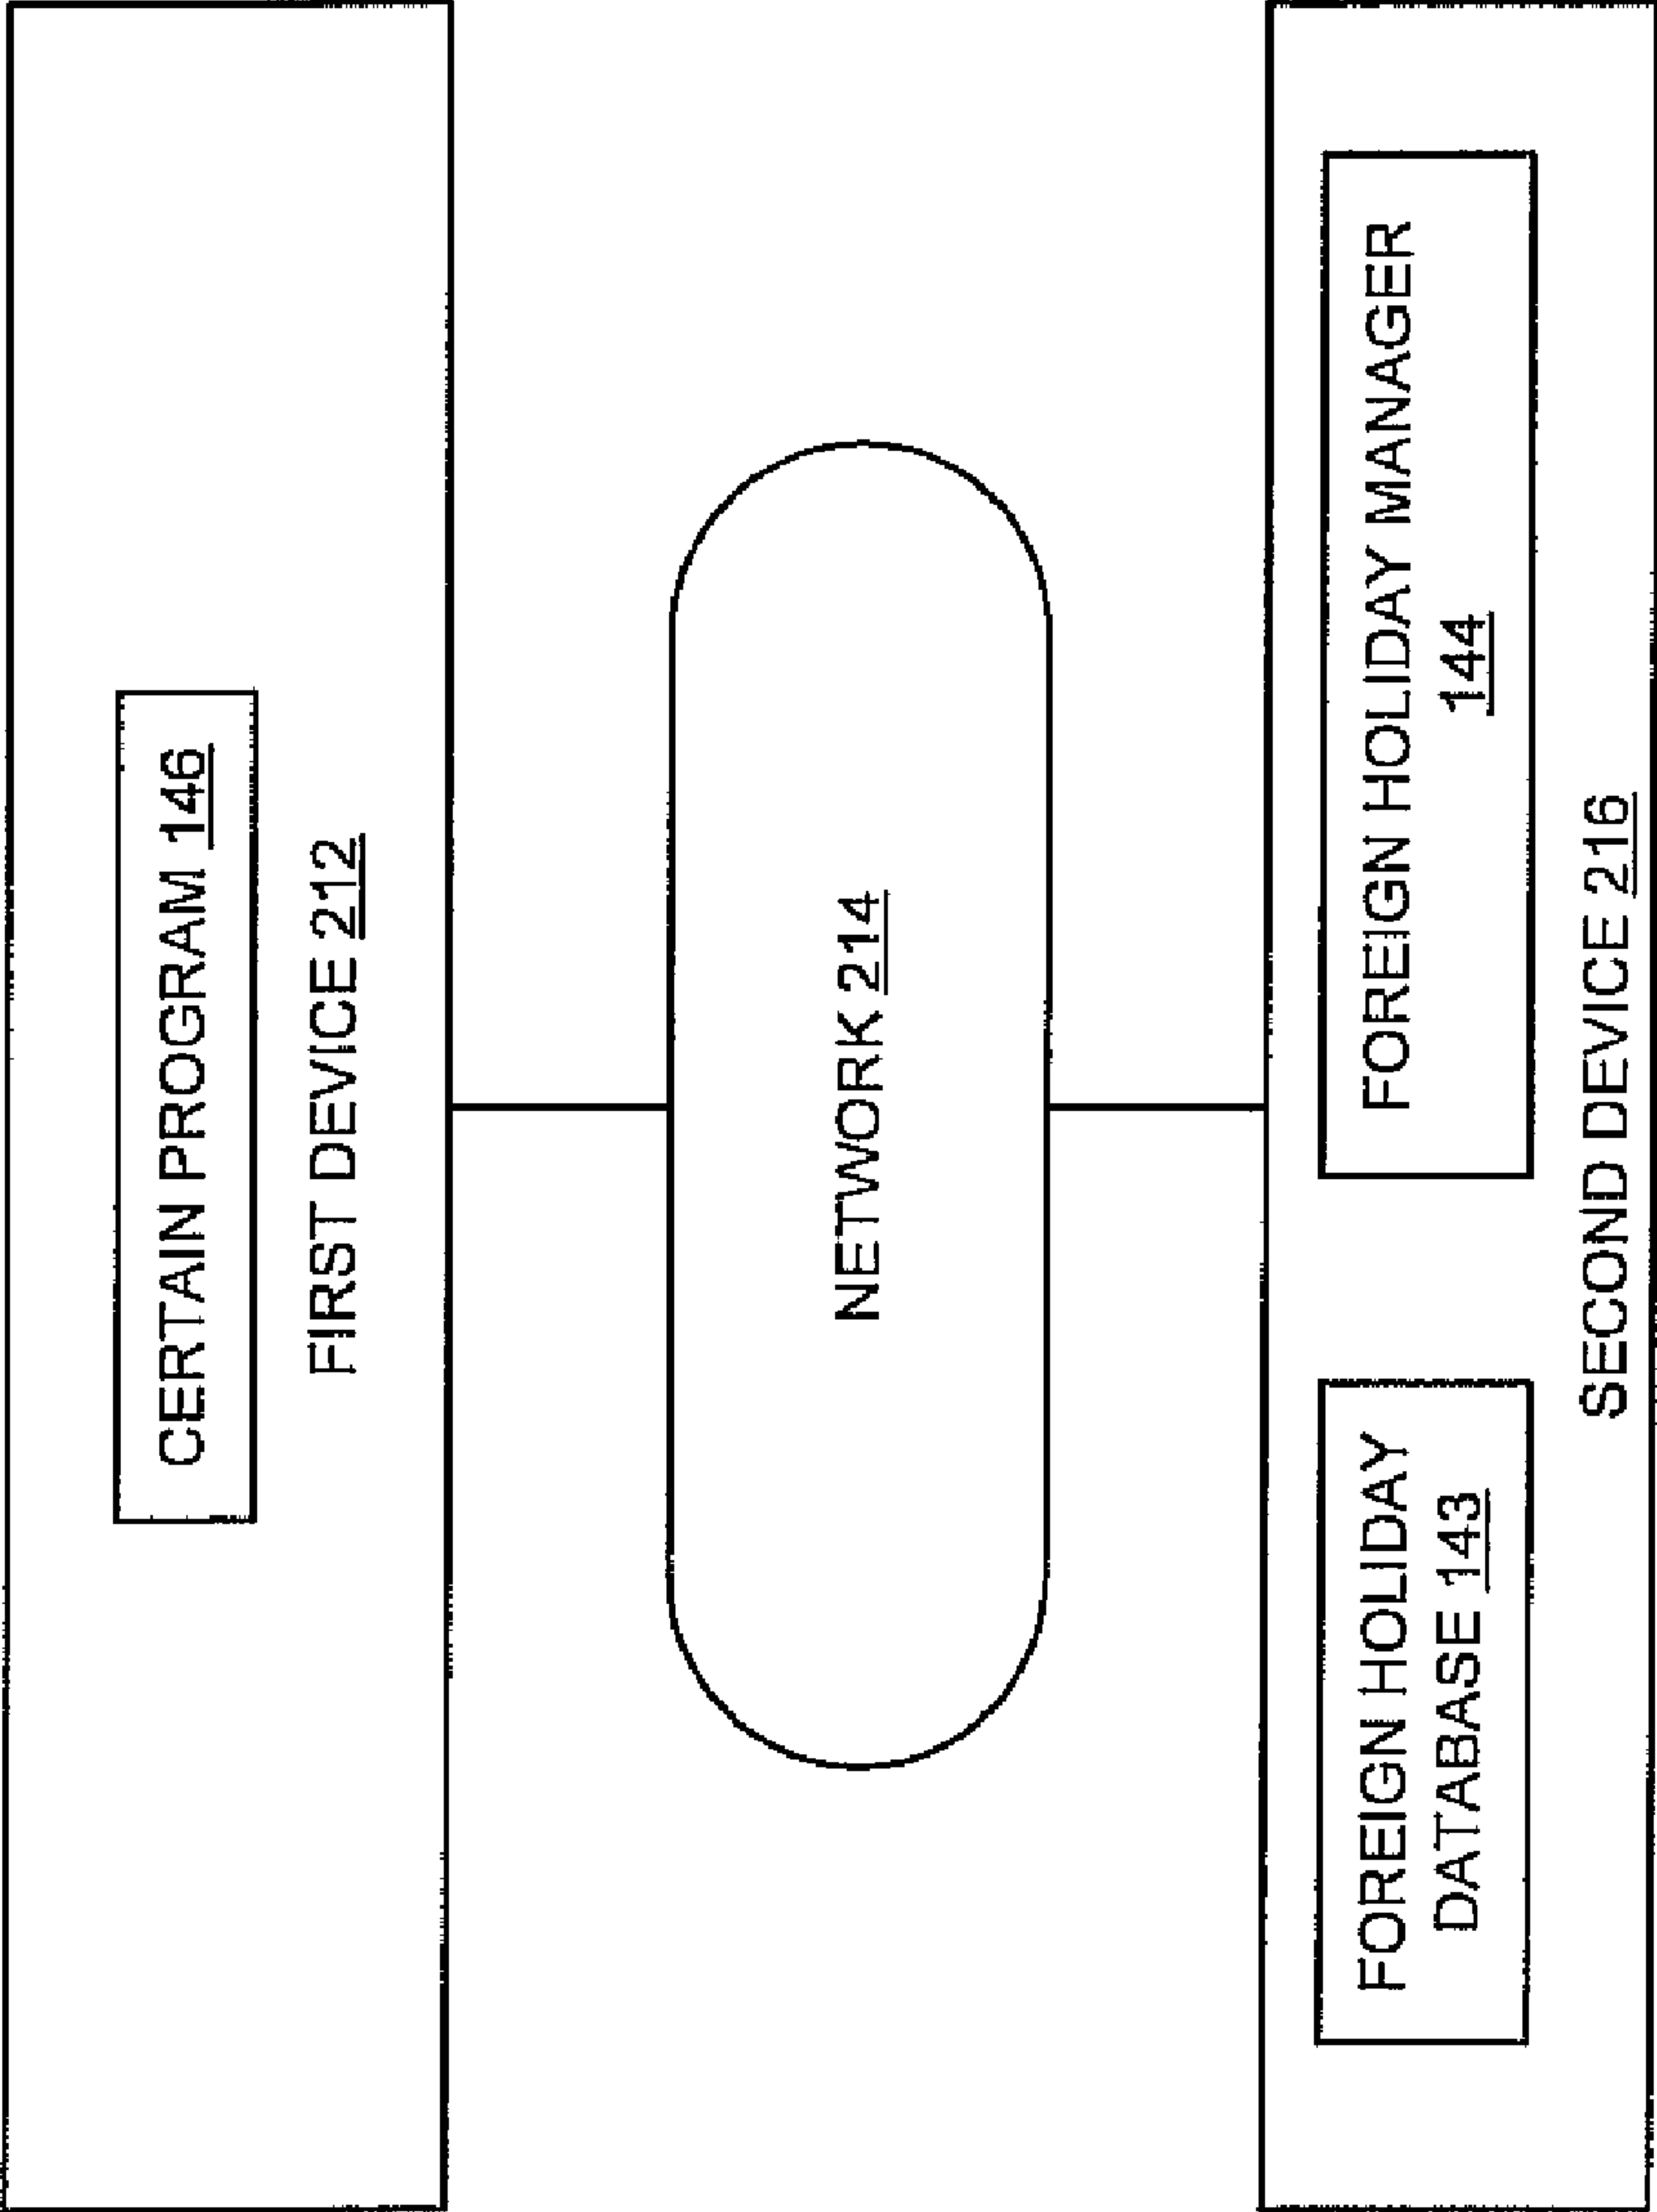 CERTAIN PROGRAM 146
FIRST DEVICE 212
NETWORK 214
FOREIGN HOLIDAY
DATABASE 143
FOREIGN HOLIDAY MANAGER
144
SECOND DEVICE 216